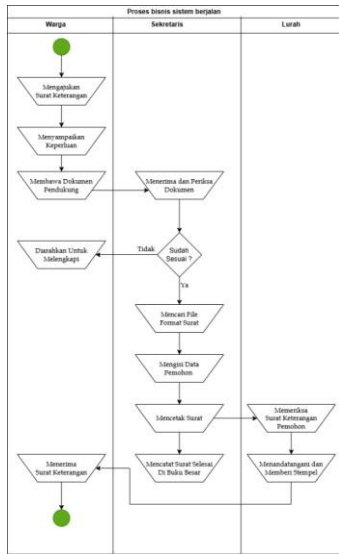 Proses bisnis sistem berjalan
Warga
Sekretaris
Lurah
Mengajukan
Surat Keterangan
Menyampaikan
Keperluan
Membawa Dokumen
Pendukung
Menerima dan Periksa
Dokumen
Diarahkan Untuk
Melengkapi
Tidak
Sudah
Sesuai ?
Ya
Mencari File
Format Surat
Mengisi Data
Pemohon
Mencetak Surat
Memeriksa
Surat Keterangan
Pemohon
Menerima
Surat Keterangan
Mencatat Surat Selesai
Di Buku Besar
Menandatangani dan
Memberi Stempel